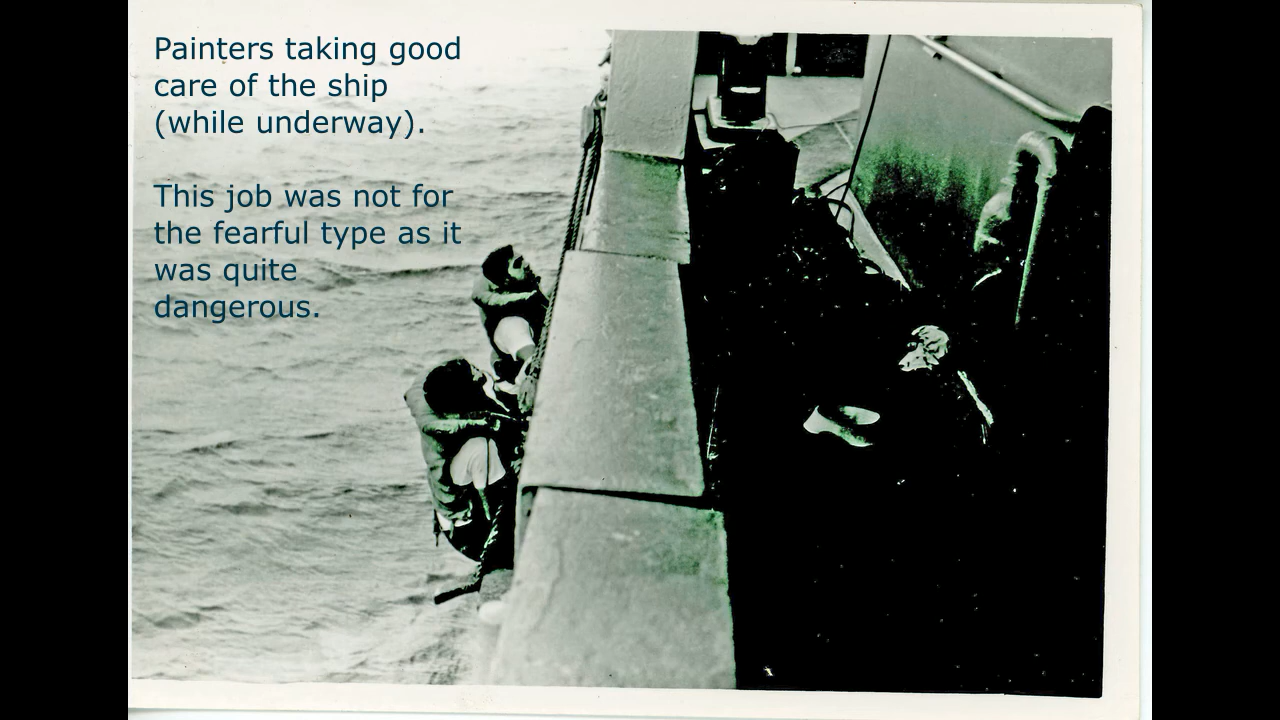 Painters taking good
care of the ship
(while underway).
This job was not for
the fearful type as it
was quite
dangerous.